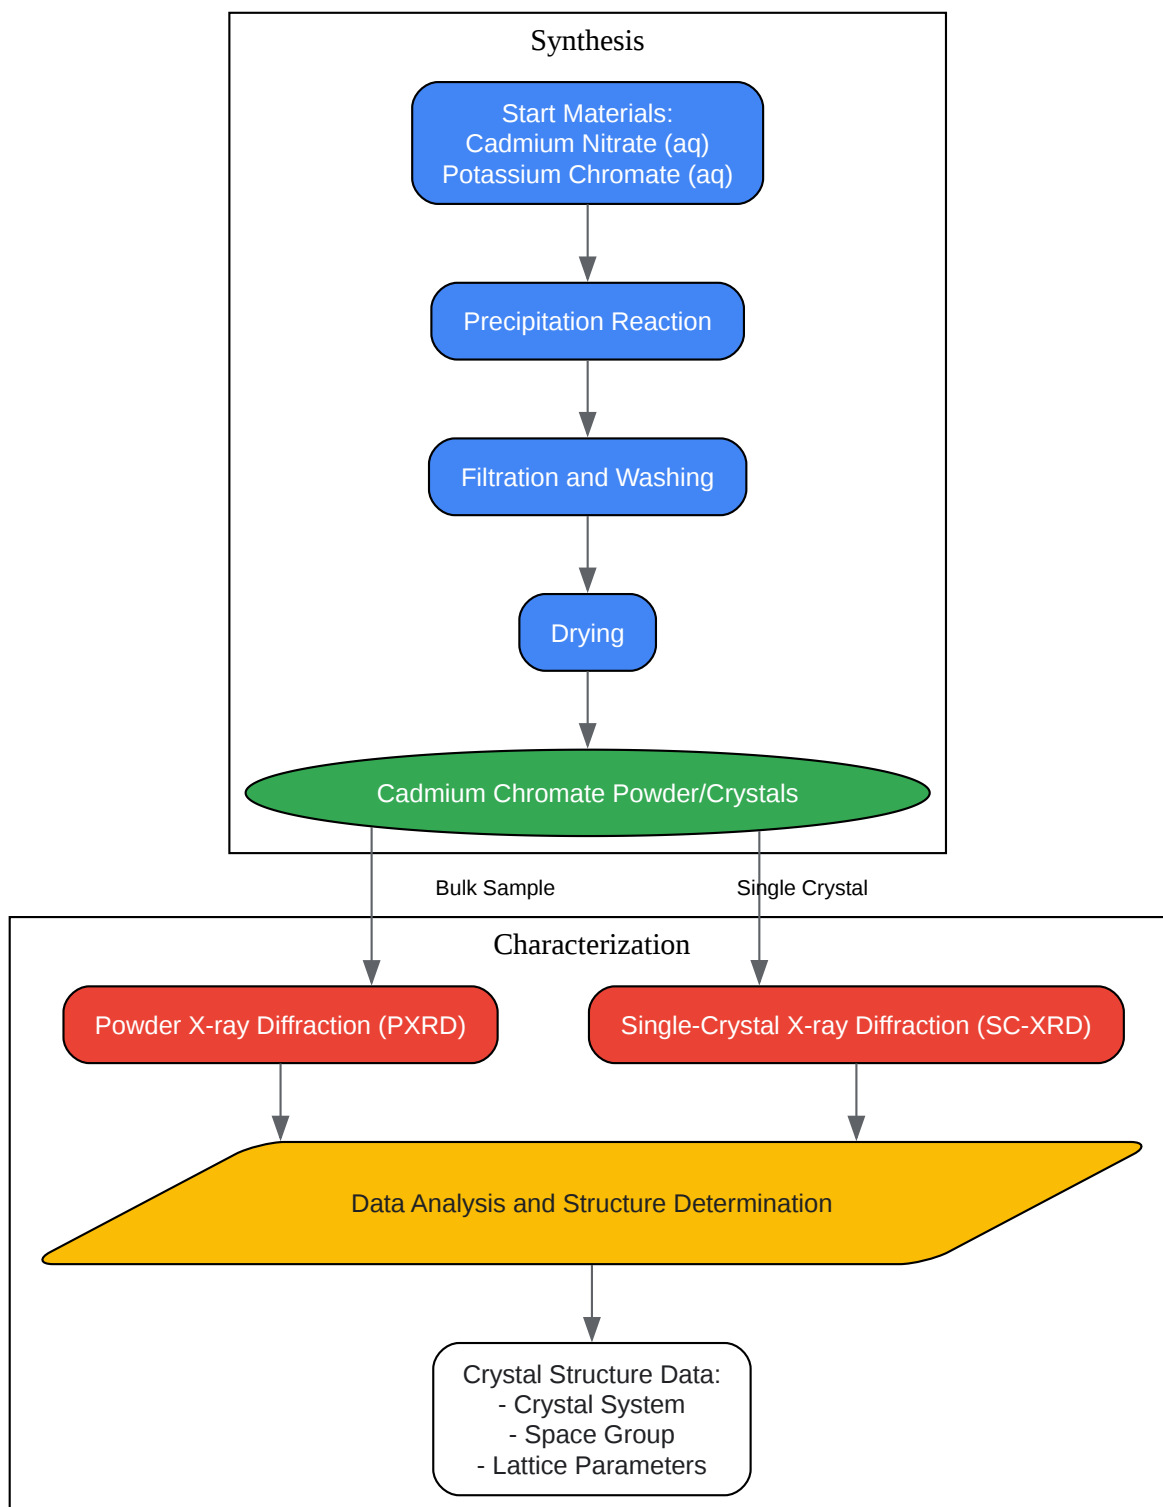 Synthesis
Start Materials:
Cadmium Nitrate (aq)
Potassium Chromate (aq)
Precipitation Reaction
Filtration and Washing
Drying
Cadmium Chromate Powder/Crystals
Bulk Sample
Single Crystal
Characterization
Powder X-ray Diffraction (PXRD)
Single-Crystal X-ray Diffraction (SC-XRD)
Data Analysis and Structure Determination
Crystal Structure Data:
- Crystal System
- Space Group
- Lattice Parameters